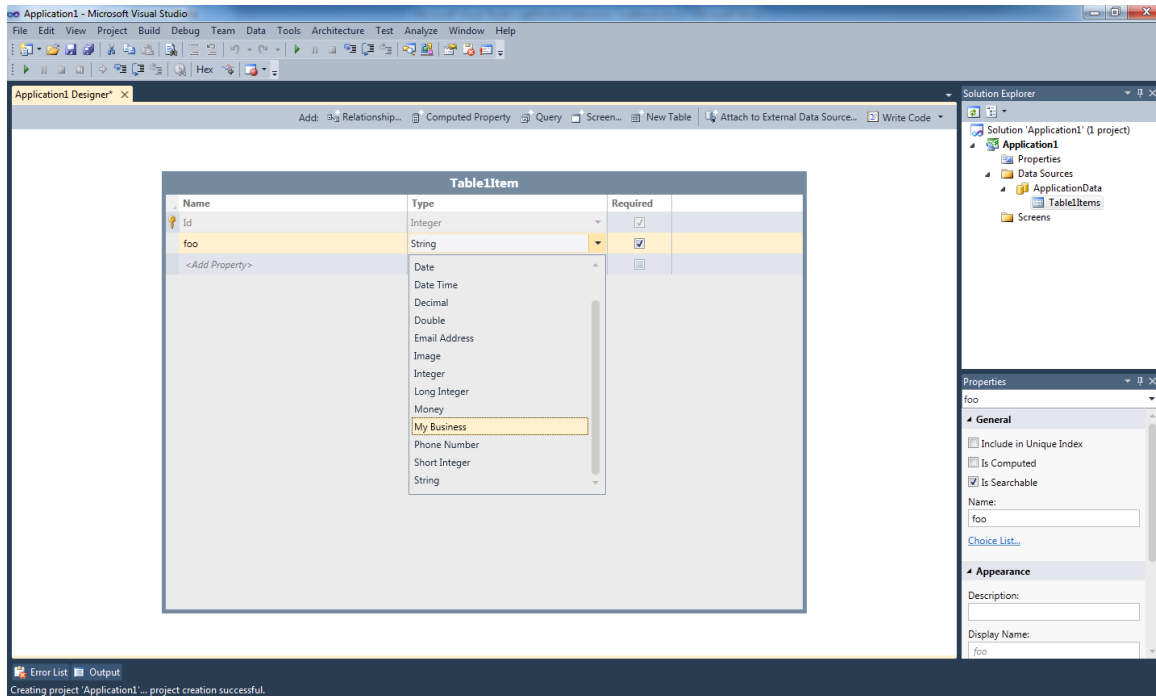 Application1 - Microsoft Visual Studio
File Edit View Project Build Debug Team Data Tools Architecture Test Analyze Window Help
Hex
Application1 Designer* Solution Explorer
Add: Relationship... Computed Property Query Screen... New Table Attach to External Data Source... Write Code
Solution 'Application1' (1 project)
Application1
Properties
Data Sources
ApplicationData
Table1Items
Screens
Table1Item
Name Type Required
Id Integer
foo String
<Add Property>
Date
Date Time
Decimal
Double
Email Address
Image
Integer
Long Integer
Money
My Business
Phone Number
Short Integer
String
Properties
foo
General
Include in Unique Index
Is Computed
Is Searchable
Name:
foo
Choice List...
Appearance
Description:
Display Name:
foo
Error List Output
Creating project 'Application1'... project creation successful.